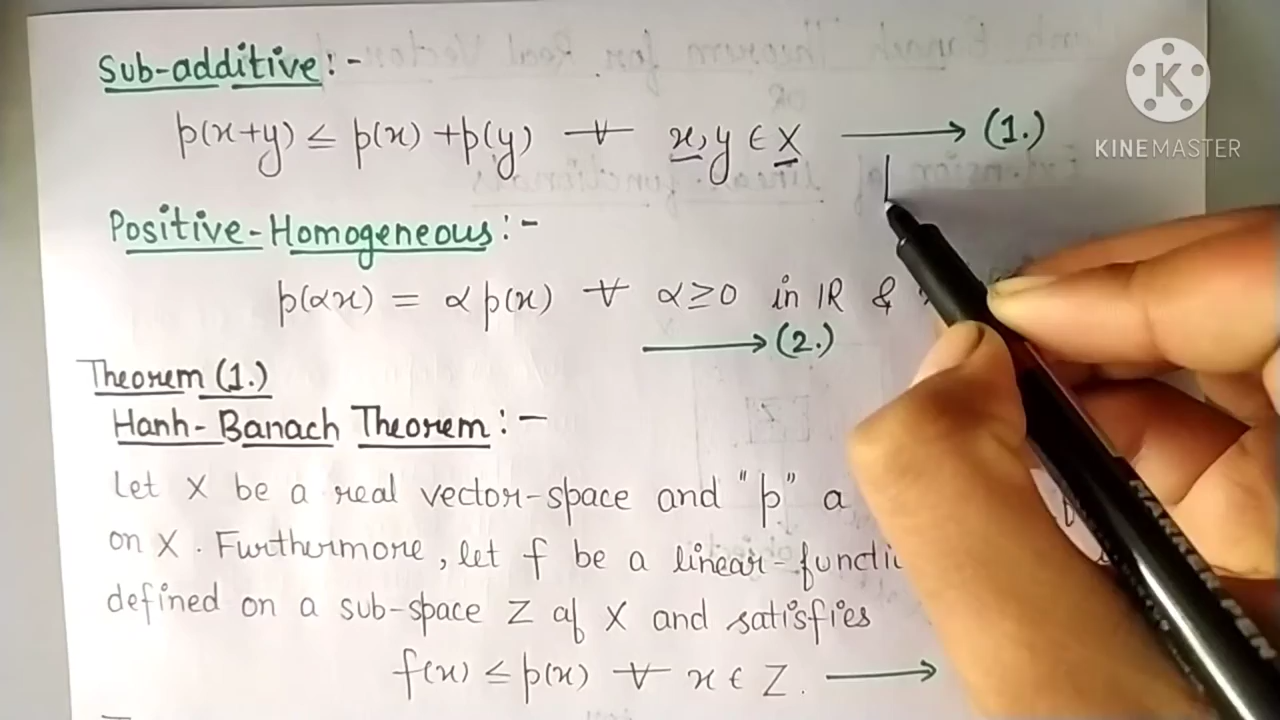 Sub-additive:-
p(x+y) ≤ p(x) + p(y) ∀ x, y ∈ X ⟶ (1.)
K
KINEMASTER
Positive-Homogeneous:-
p(αx) = α p(x) ∀ α ≥ 0 in IR &
⟶ (2.)
Theorem (1.)
Hanh-Banach Theorem:-
Let X be a real vector-space and "p" a
on X. Furthermore, let f be a linear-functi
defined on a sub-space Z of X and satisfies
f(x) ≤ p(x) ∀ x ∈ Z. ⟶